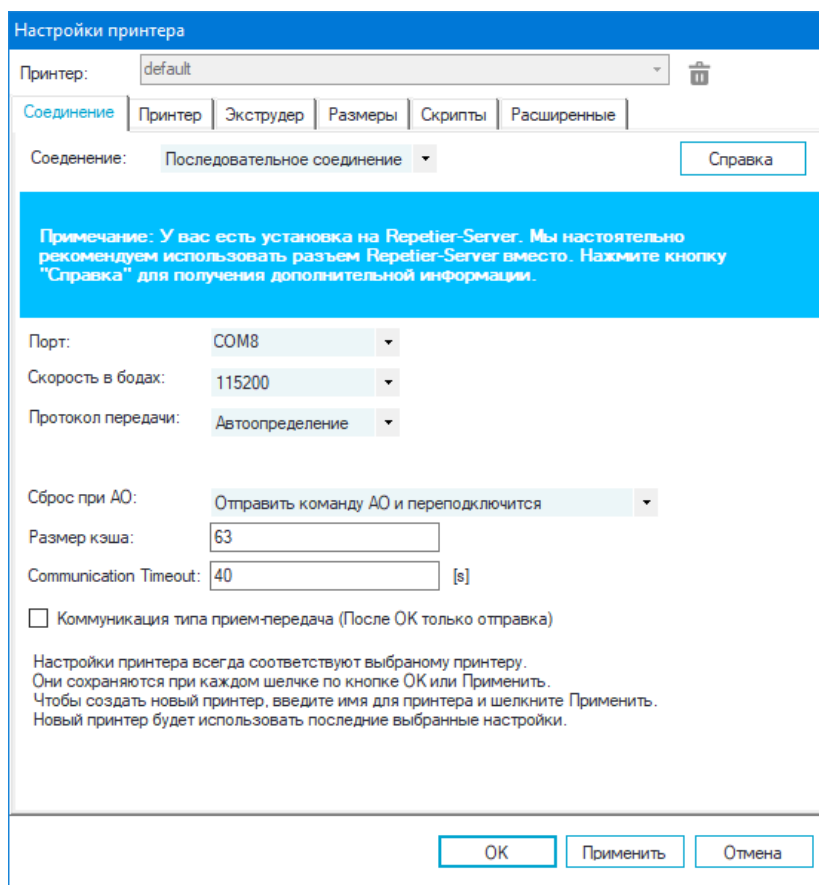 Настройки принтера
Принтер: default
Соединение Принтер Экструдер Размеры Скрипты Расширенные
Соеденение: Последовательное соединение Справка
Примечание: У вас есть установка на Repetier-Server. Мы настоятельно
рекомендуем использовать разъем Repetier-Server вместо. Нажмите кнопку
"Справка" для получения дополнительной информации.
Порт: COM8
Скорость в бодах: 115200
Протокол передачи: Автоопределение
Сброс при АО: Отправить команду АО и переподключится
Размер кэша: 63
Communication Timeout: 40 [s]
Коммуникация типа прием-передача (После ОК только отправка)
Настройки принтера всегда соответствуют выбраному принтеру.
Они сохраняются при каждом шелчке по кнопке ОК или Применить.
Чтобы создать новый принтер, введите имя для принтера и шелкните Применить.
Новый принтер будет использовать последние выбранные настройки.
ОК Применить Отмена